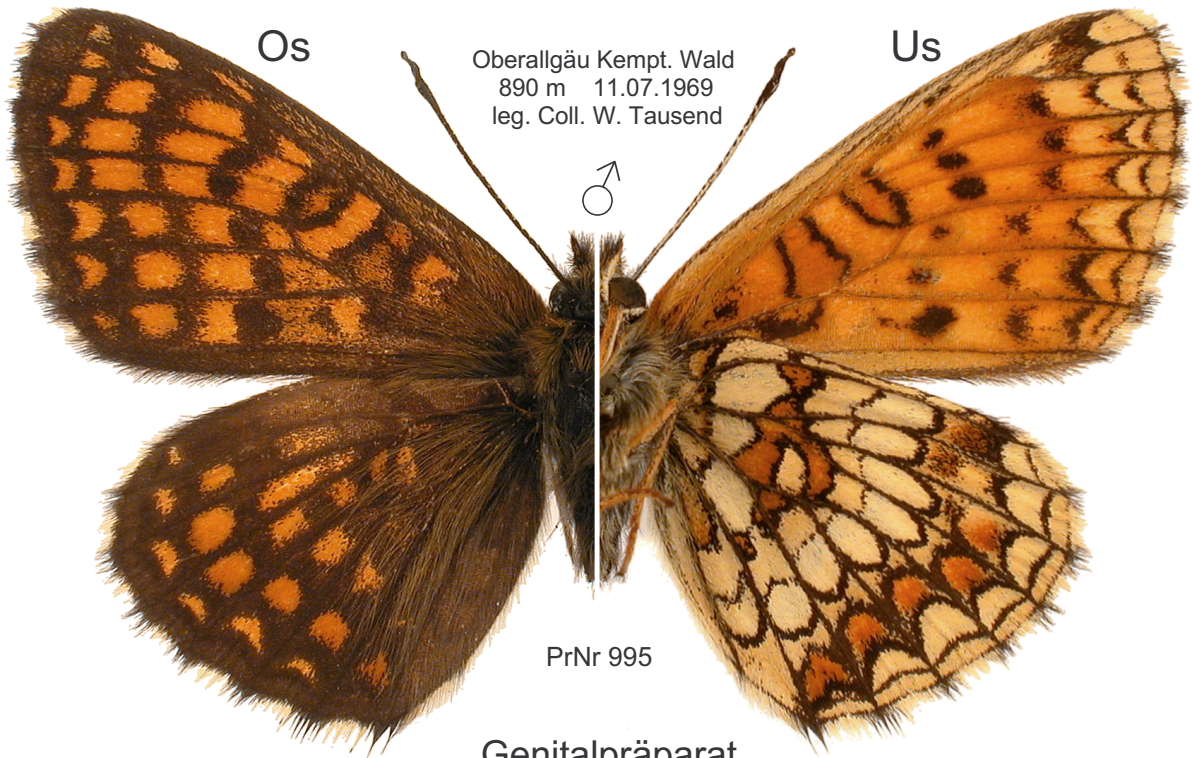 Os
Oberallgäu Kempt. Wald
890 m 11.07.1969
leg. Coll. W. Tausend
Us
♂
PrNr 995
Genitalpräparat